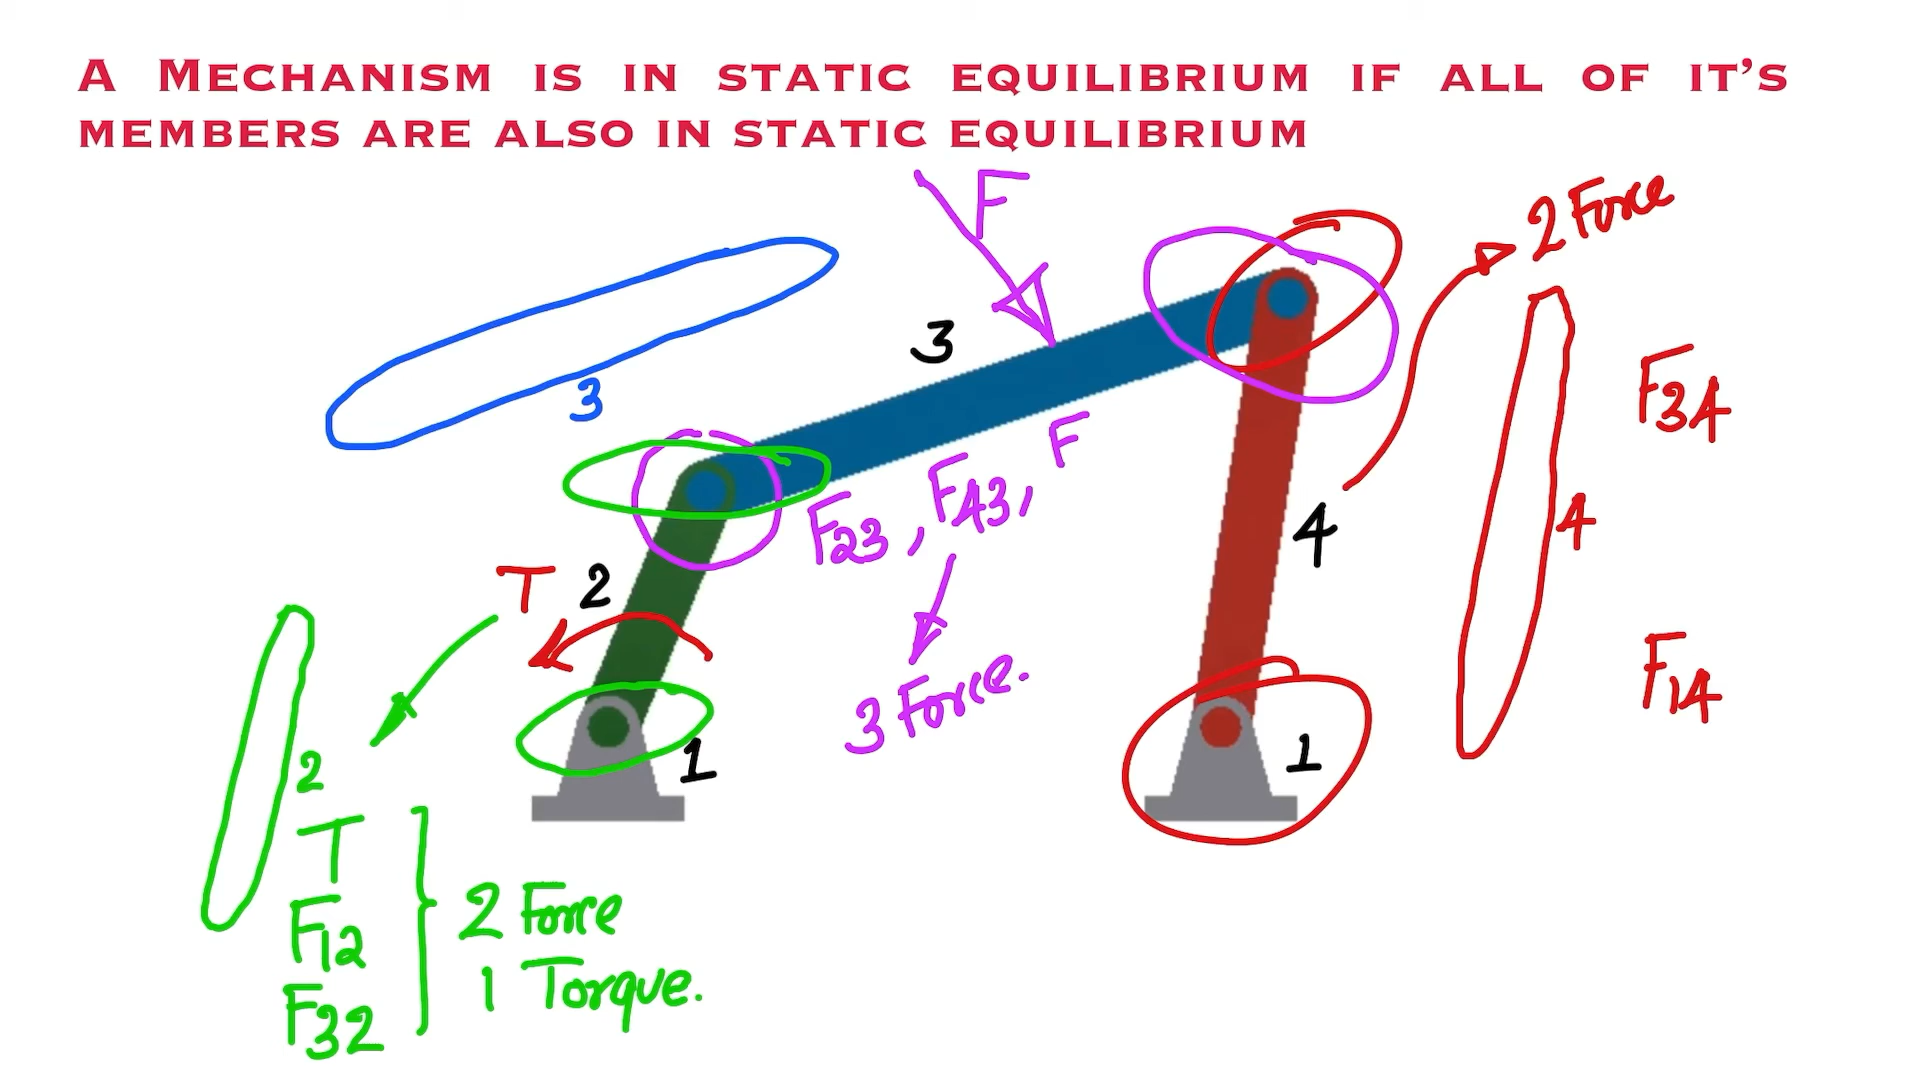 A MECHANISM IS IN STATIC EQUILIBRIUM IF ALL OF IT'S
MEMBERS ARE ALSO IN STATIC EQUILIBRIUM
F
2 Force
3
3
F34
F
F23, F43,
4
4
T
2
3 Force.
F14
1
1
2
T
F12
F32
2 Force
1 Torque.